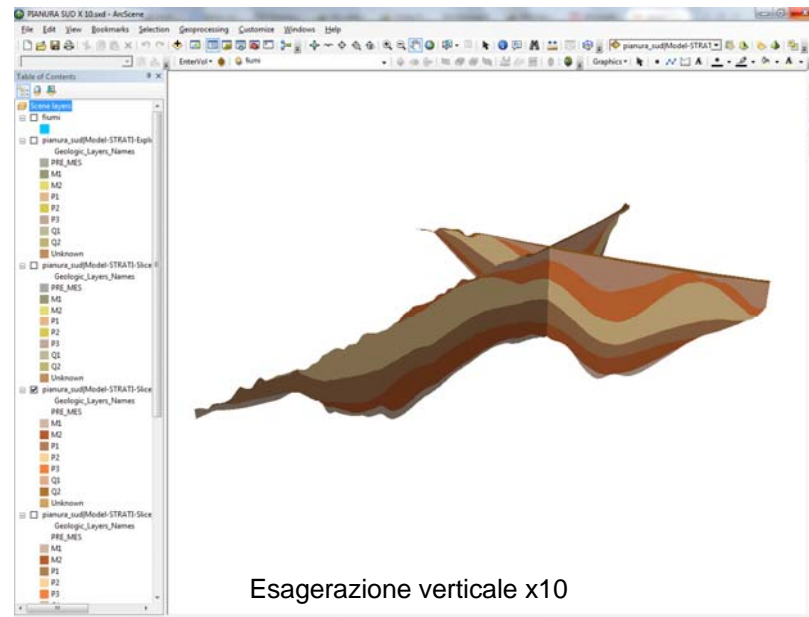 PIANURA SUD X 10.sxd - ArcScene
File Edit View Bookmarks Selection Geoprocessing Customize Windows Help
pianura_sud|Model-STRAT
EnterVol fiumi Graphics A
Table of Contents
Scene layers
fiumi
pianura_sud|Model-STRATI-Expl
Geologic_Layers_Names
PRE_MES
M1
M2
P1
P2
P3
Q1
Q2
Unknown
pianura_sud|Model-STRATI-Slice
Geologic_Layers_Names
PRE_MES
M1
M2
P1
P2
P3
Q1
Q2
Unknown
pianura_sud|Model-STRATI-Slice
Geologic_Layers_Names
PRE_MES
M1
M2
P1
P2
P3
Q1
Q2
Unknown
pianura_sud|Model-STRATI-Slice
Geologic_Layers_Names
PRE_MES
M1
M2
P1
P2
P3
Esagerazione verticale x10